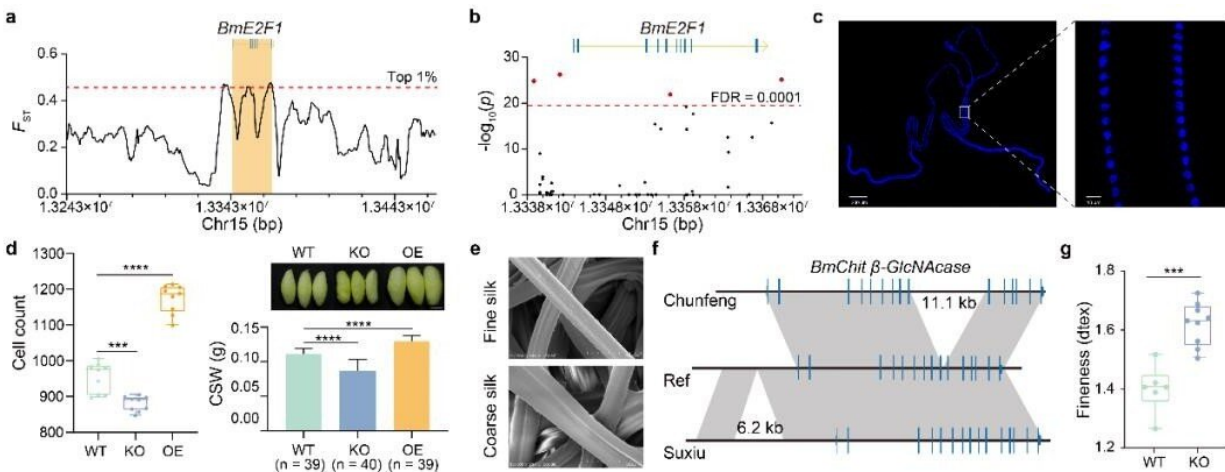 a
BmE2F1
0.6
0.4
0.2
0.0
F_ST
Top 1%
1.3243×10⁷
1.3343×10⁷
1.3443×10⁷
Chr15 (bp)
b
BmE2F1
30
20
10
0
-log₁₀(p)
FDR = 0.0001
1.3338×10⁷
1.3348×10⁷
1.3358×10⁷
1.3368×10⁷
Chr15 (bp)
c
d
1300
1200
1100
1000
900
800
Cell count
****
***
WT
KO
OE
WT
KO
OE
0.15
0.10
0.05
0.00
CSW (g)
****
****
WT
KO
OE
(n = 39)
(n = 40)
(n = 39)
e
Fine silk
Coarse silk
f
BmChit β-GlcNAcase
Chunfeng
11.1 kb
Ref
6.2 kb
Suxiu
g
1.8
1.6
1.4
1.2
Fineness (dtex)
***
WT
KO